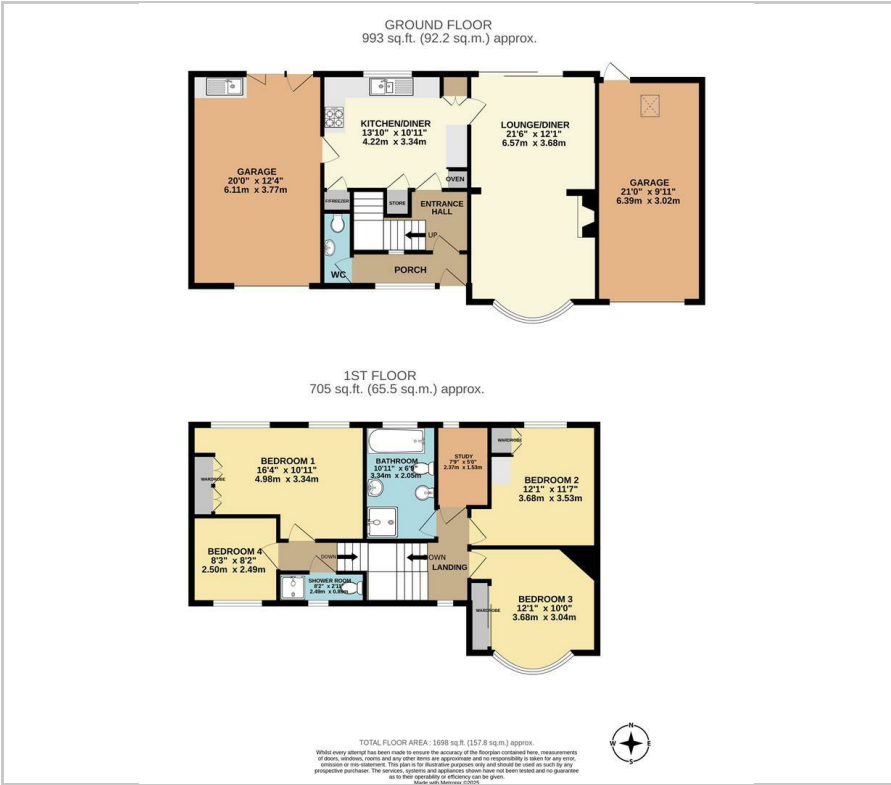 GROUND FLOOR
993 sq.ft. (92.2 sq.m.) approx.
GARAGE
20'0" x 12'4"
6.11m x 3.77m
KITCHEN/DINER
13'10" x 10'11"
4.22m x 3.34m
LOUNGE/DINER
21'6" x 12'1"
6.57m x 3.68m
GARAGE
21'0" x 9'11"
6.39m x 3.02m
OVEN
F/FREEZER
STORE
ENTRANCE
HALL
UP
WC
PORCH
1ST FLOOR
705 sq.ft. (65.5 sq.m.) approx.
BEDROOM 1
16'4" x 10'11"
4.98m x 3.34m
WARDROBE
BATHROOM
10'11" x 6'9"
3.34m x 2.05m
STUDY
7'9" x 5'0"
2.37m x 1.53m
WARDROBE
BEDROOM 2
12'1" x 11'7"
3.68m x 3.53m
BEDROOM 4
8'3" x 8'2"
2.50m x 2.49m
DOWN
DOWN
LANDING
SHOWER ROOM
8'2" x 2'11"
2.49m x 0.89m
BEDROOM 3
12'1" x 10'0"
3.68m x 3.04m
WARDROBE
N
W E
S
TOTAL FLOOR AREA : 1698 sq.ft. (157.8 sq.m.) approx.
Whilst every attempt has been made to ensure the accuracy of the floorplan contained here, measurements
of doors, windows, rooms and any other items are approximate and no responsibility is taken for any error,
omission or mis-statement. This plan is for illustrative purposes only and should be used as such by any
prospective purchaser. The services, systems and appliances shown have not been tested and no guarantee
as to their operability or efficiency can be given.
Made with Metropix ©2025